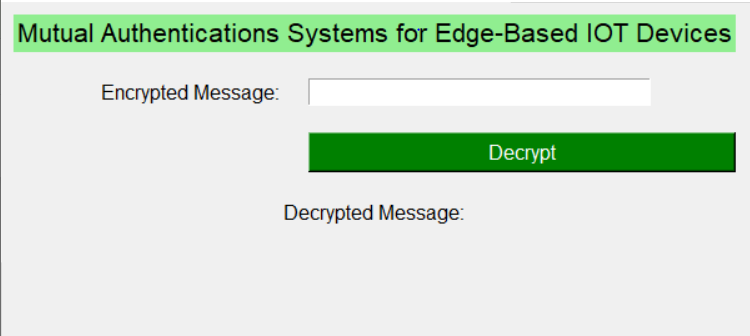 Mutual Authentications Systems for Edge-Based IOT Devices
Encrypted Message:
Decrypt
Decrypted Message: